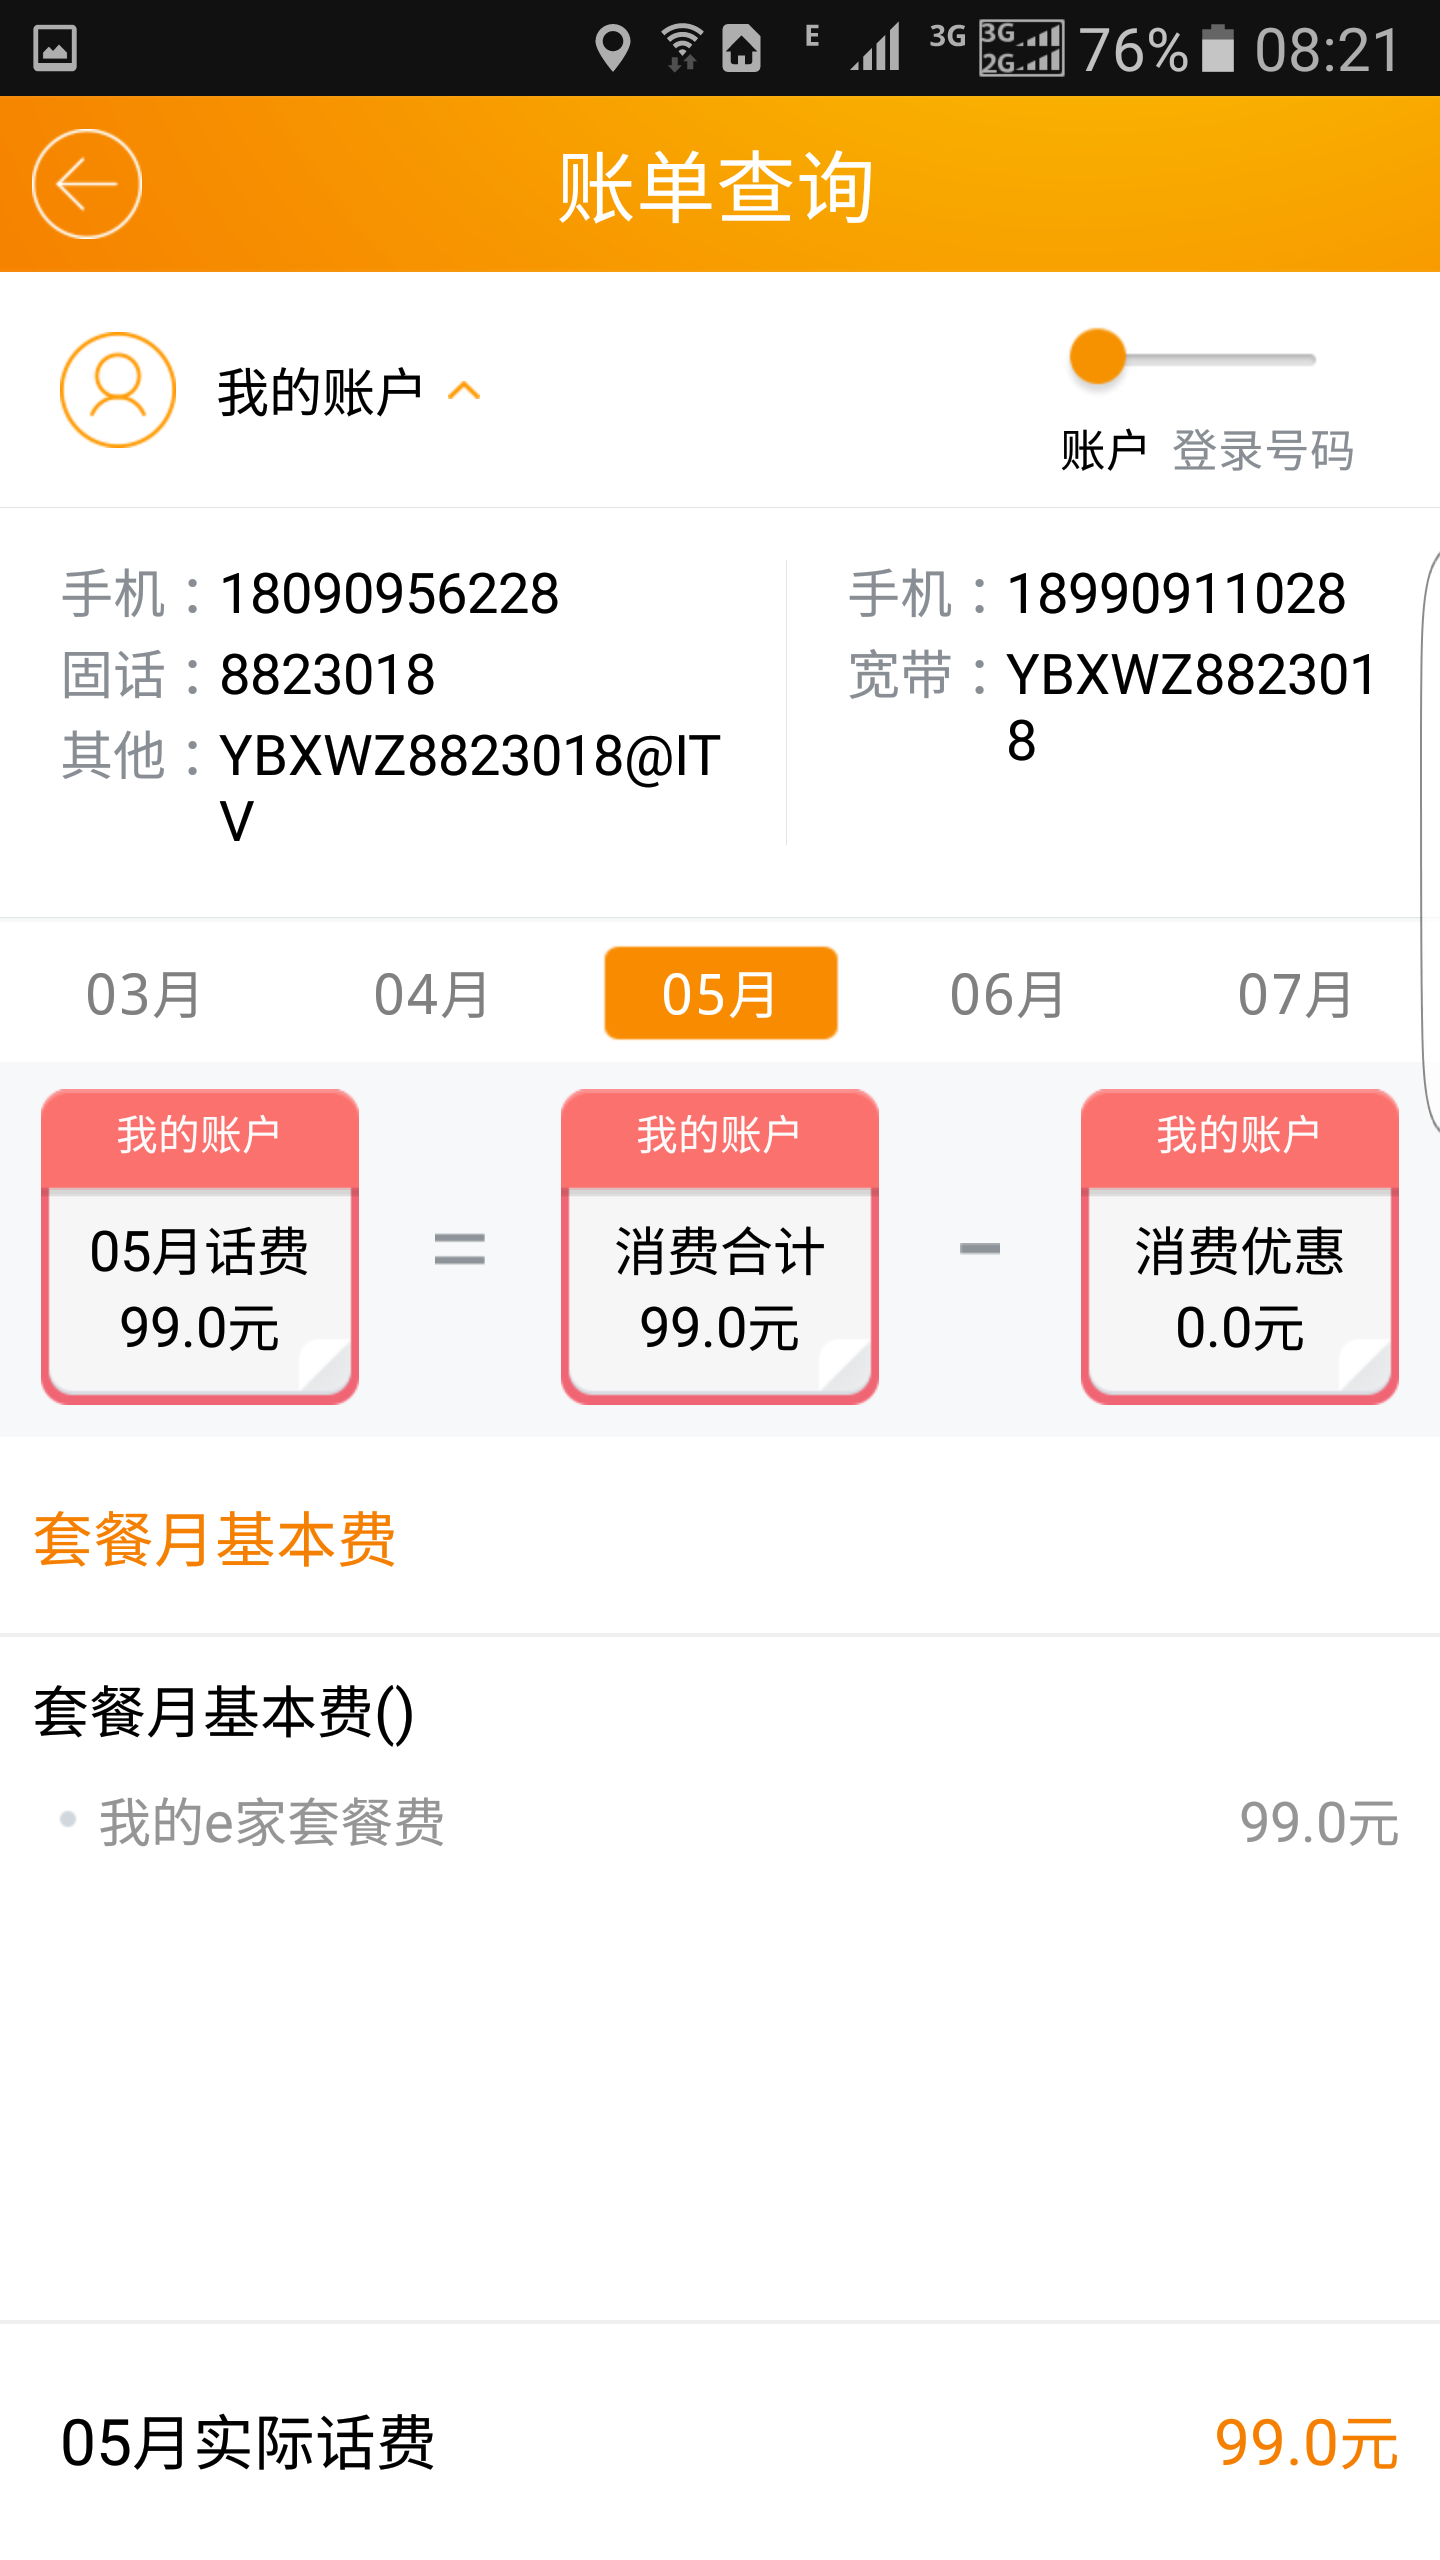 E 3G 3G 2G 76% 08:21
账单查询
我的账户
账户 登录号码
手机：18090956228
固话：8823018
其他：YBXWZ8823018@IT
V
手机：18990911028
宽带：YBXWZ882301
8
03月 04月 05月 06月 07月
我的账户
05月话费
99.0元
=
我的账户
消费合计
99.0元
-
我的账户
消费优惠
0.0元
套餐月基本费
套餐月基本费()
我的e家套餐费 99.0元
05月实际话费 99.0元